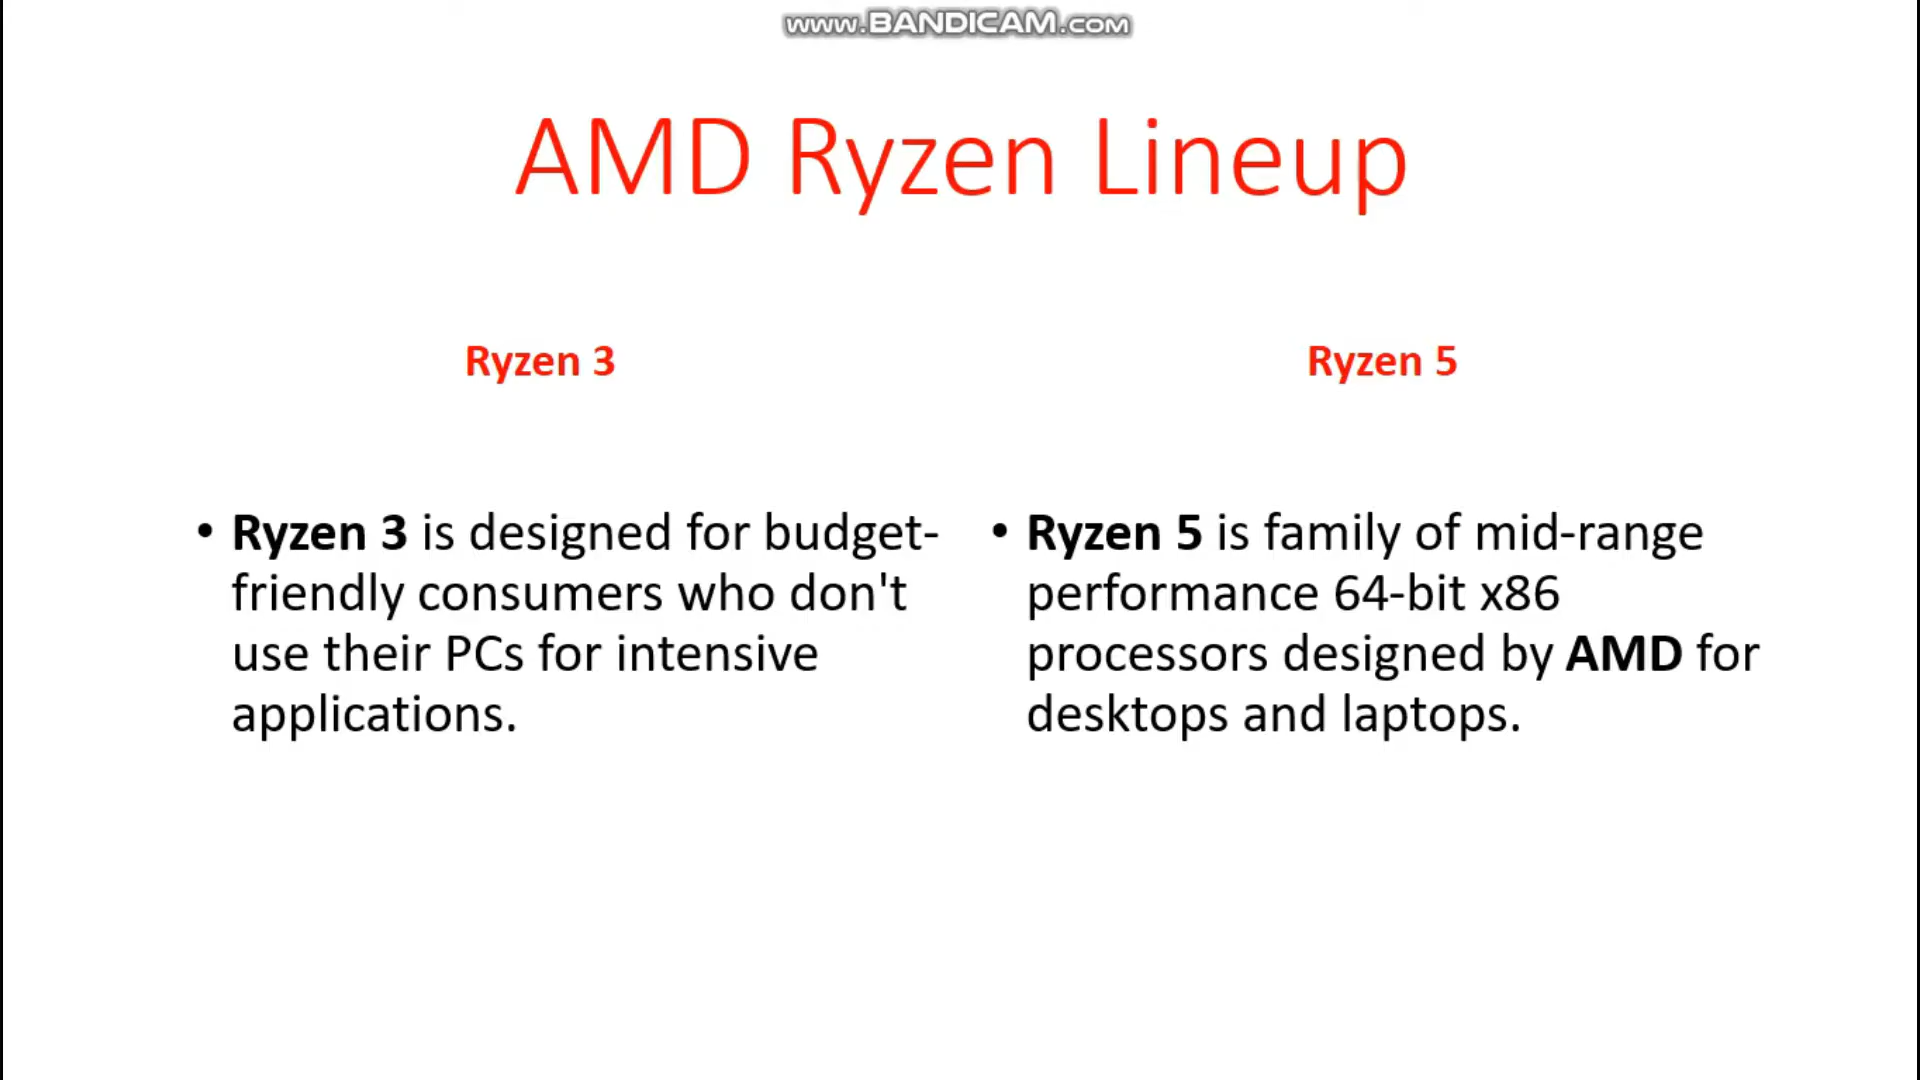 www.BANDICAM.com
AMD Ryzen Lineup
Ryzen 3
• Ryzen 3 is designed for budget-
friendly consumers who don't
use their PCs for intensive
applications.
Ryzen 5
• Ryzen 5 is family of mid-range
performance 64-bit x86
processors designed by AMD for
desktops and laptops.